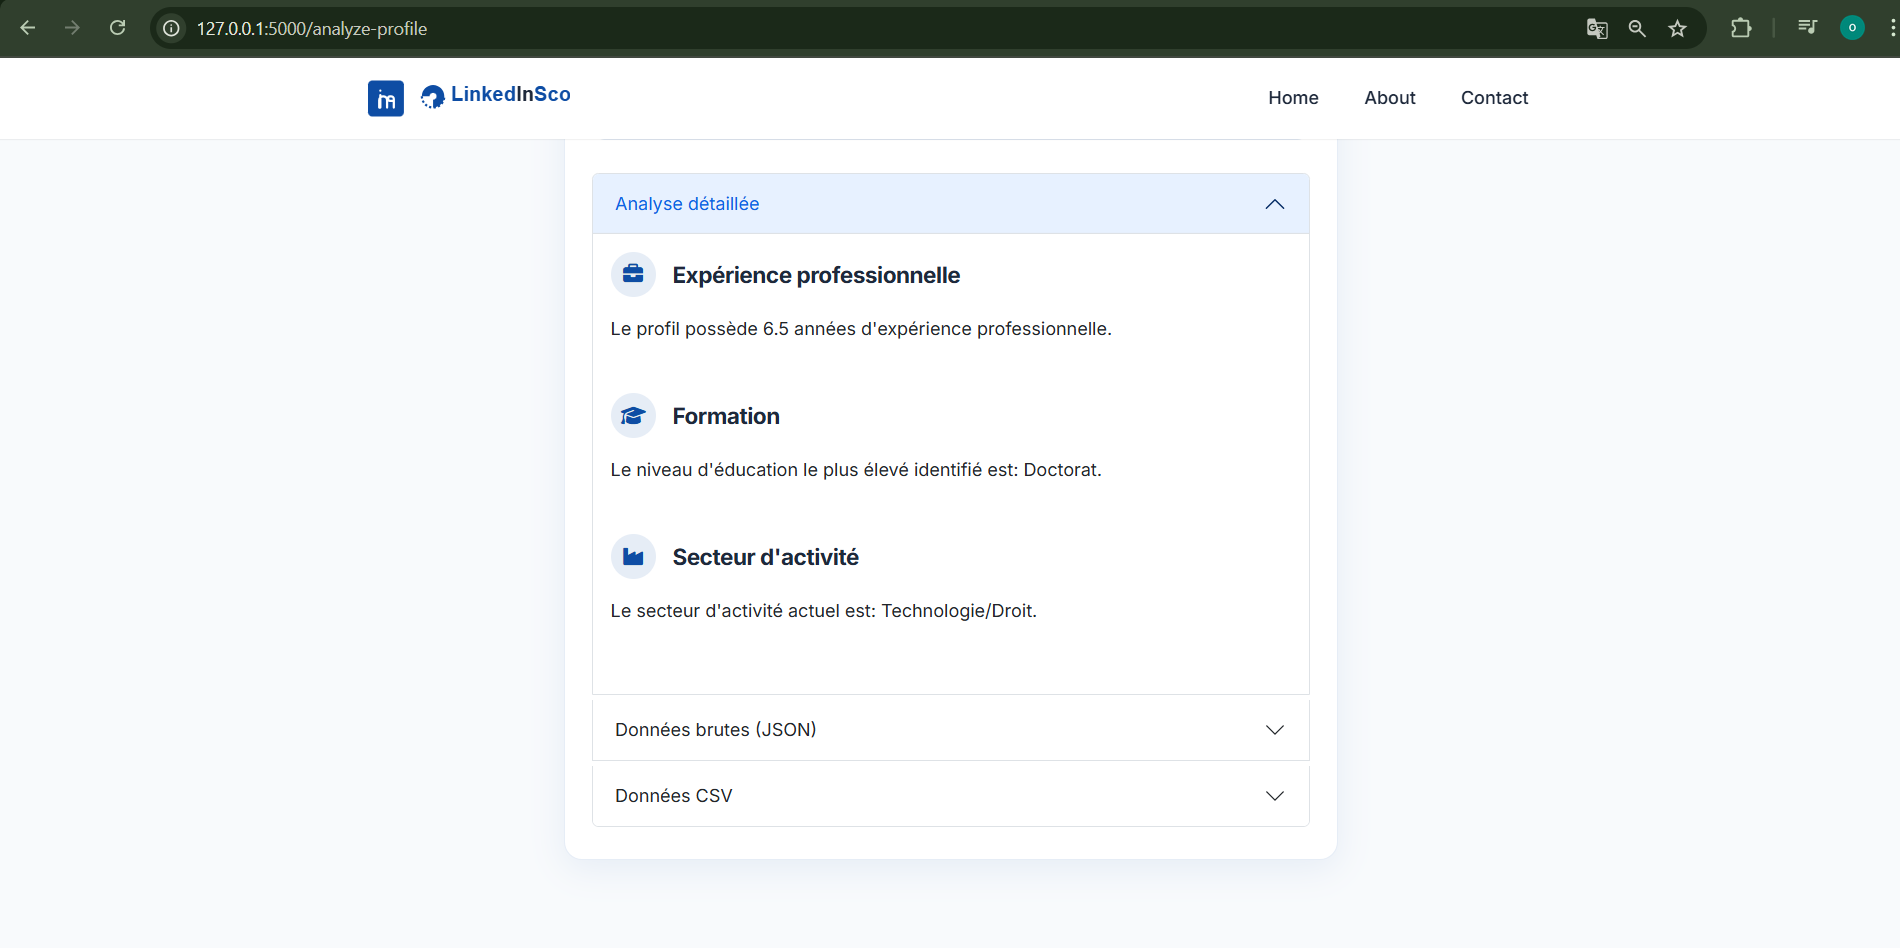 127.0.0.1:5000/analyze-profile
o
in
LinkedInSco
Home
About
Contact
Analyse détaillée
Expérience professionnelle
Le profil possède 6.5 années d'expérience professionnelle.
Formation
Le niveau d'éducation le plus élevé identifié est: Doctorat.
Secteur d'activité
Le secteur d'activité actuel est: Technologie/Droit.
Données brutes (JSON)
Données CSV